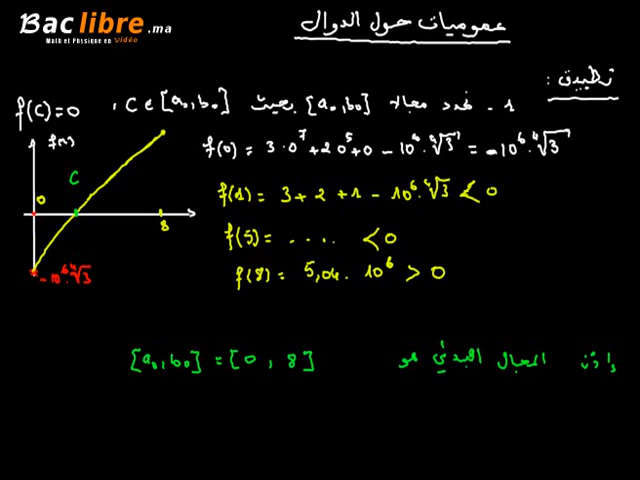 Bac libre.ma
Math et Physique en Vidéo
عموميات حول الدوال
تطبيق :
1 - نحدد مجالا [a₀,b₀] بحيث C ∈ [a₀,b₀] ،
f(C)=0
f(x)
C
0
8
-10⁶·⁴√3
f(0) = 3·0⁷ + 20⁵ + 0 - 10⁶·⁴√3 = -10⁶·⁴√3
f(1) = 3 + 2 + 1 - 10⁶·⁴√3 < 0
f(5) = .... < 0
f(8) = 5,04 · 10⁶ > 0
إذن المجال البدئي هو [a₀,b₀] = [0 , 8]